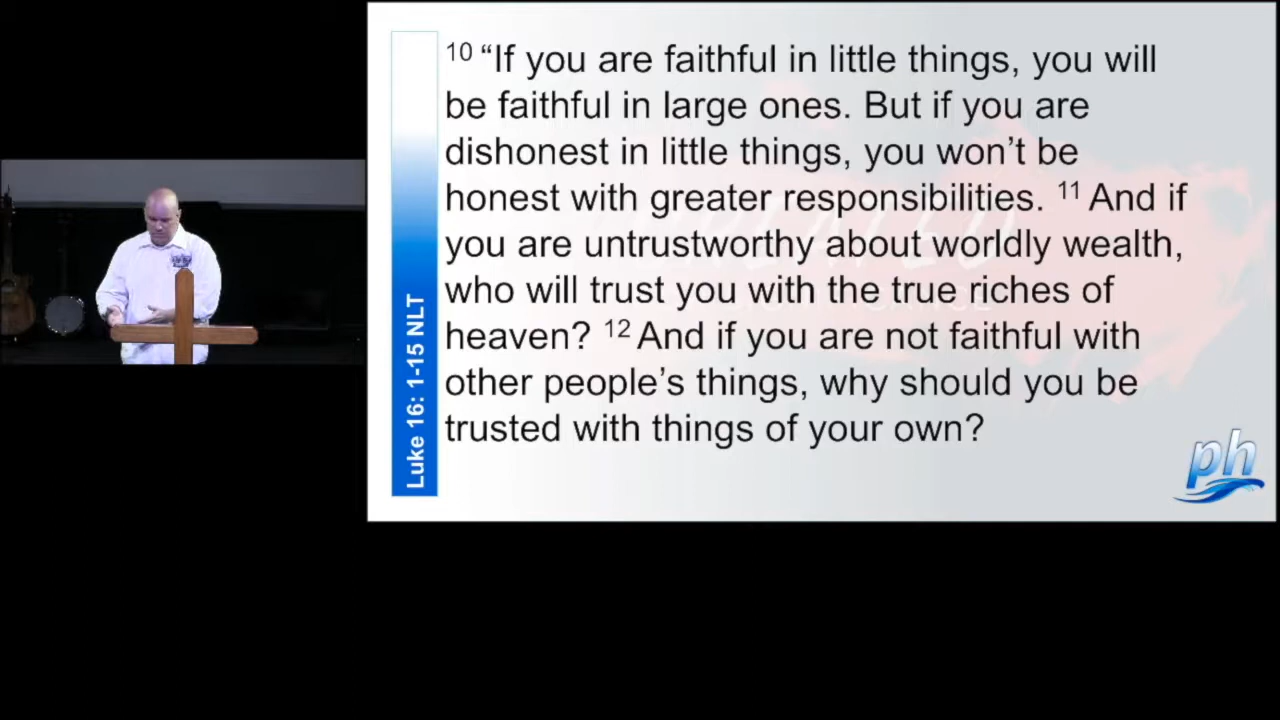 10 “If you are faithful in little things, you will
be faithful in large ones. But if you are
dishonest in little things, you won’t be
honest with greater responsibilities. 11 And if
you are untrustworthy about worldly wealth,
who will trust you with the true riches of
heaven? 12 And if you are not faithful with
other people’s things, why should you be
trusted with things of your own?
Luke 16: 1-15 NLT
ph